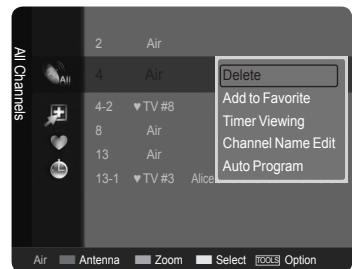 All Channels
All
2 Air
4 Air
4-2 ♥ TV #8
8 Air
13 Air
13-1 ♥ TV #3 Alice
Delete
Add to Favorite
Timer Viewing
Channel Name Edit
Auto Program
Air Antenna Zoom Select TOOLS Option